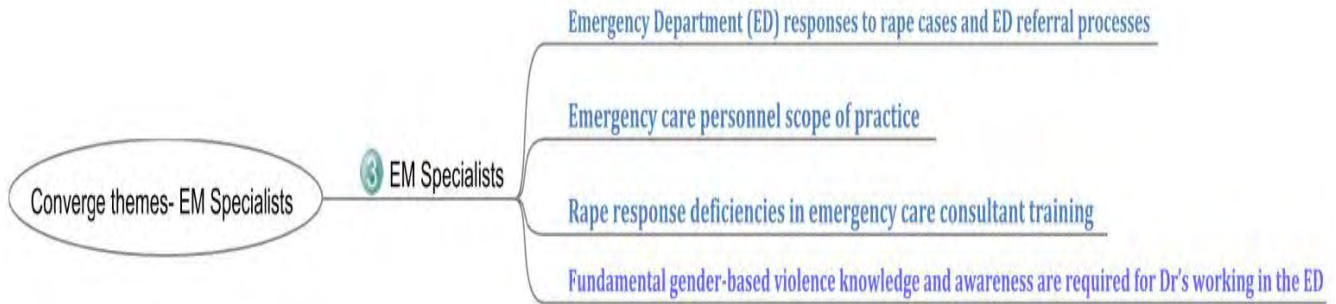 Emergency Department (ED) responses to rape cases and ED referral processes
Emergency care personnel scope of practice
3 EM Specialists
Converge themes- EM Specialists
Rape response deficiencies in emergency care consultant training
Fundamental gender-based violence knowledge and awareness are required for Dr's working in the ED